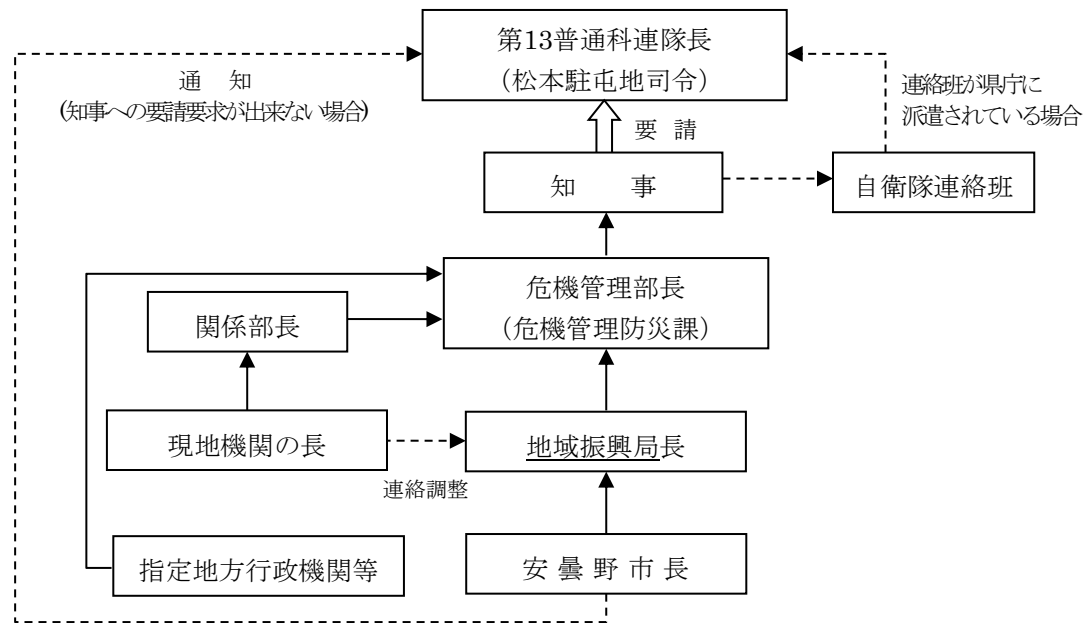 第13普通科連隊長
(松本駐屯地司令)
通 知
(知事への要請要求が出来ない場合)
連絡班が県庁に
派遣されている場合
要 請
知 事
自衛隊連絡班
危機管理部長
(危機管理防災課)
関係部長
現地機関の長
地域振興局長
連絡調整
指定地方行政機関等
安曇野市長